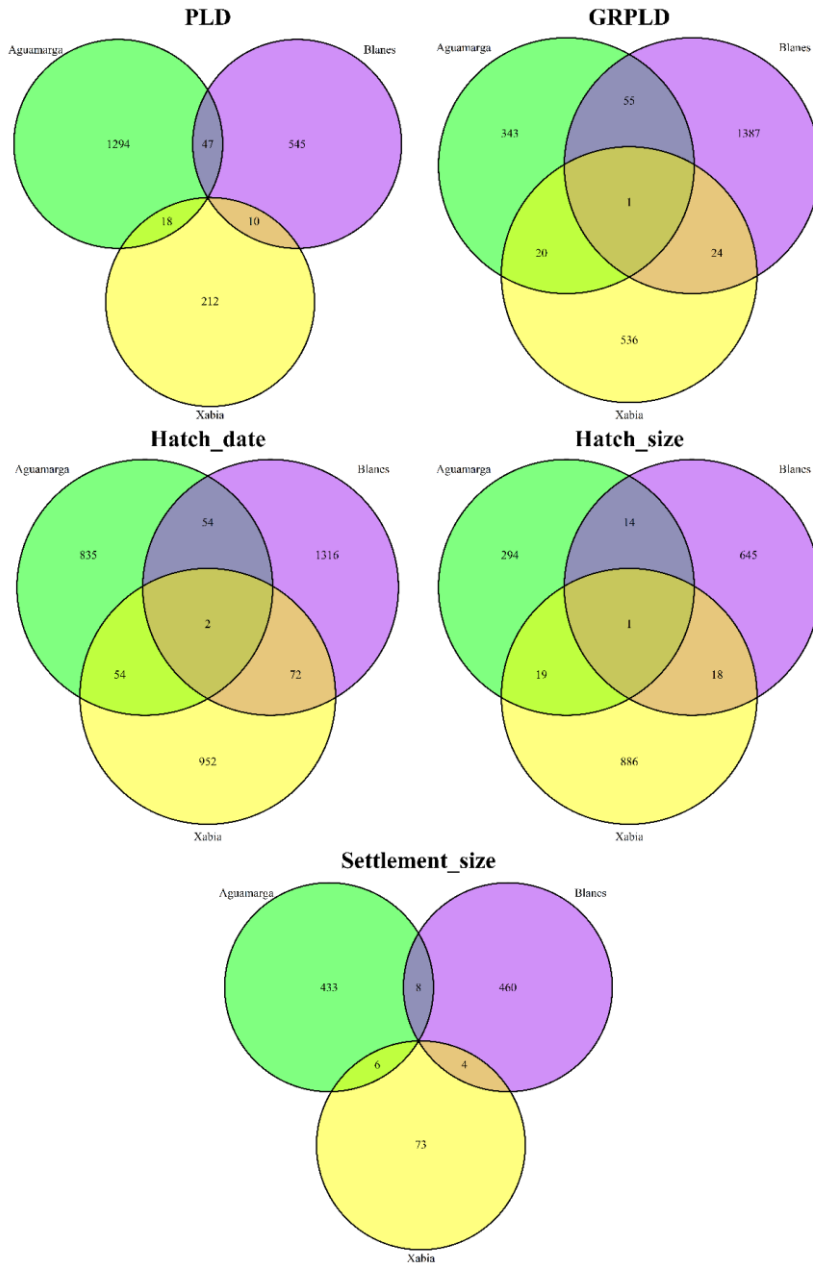 PLD
Aguamarga
Blanes
1294
47
545
18
10
212
Xabia
GRPLD
Aguamarga
Blanes
55
343
1387
1
20
24
536
Xabia
Hatch_date
Aguamarga
Blanes
54
835
1316
2
54
72
952
Xabia
Hatch_size
Aguamarga
Blanes
14
294
645
1
19
18
886
Xabia
Settlement_size
Aguamarga
Blanes
433
8
460
6
4
73
Xabia